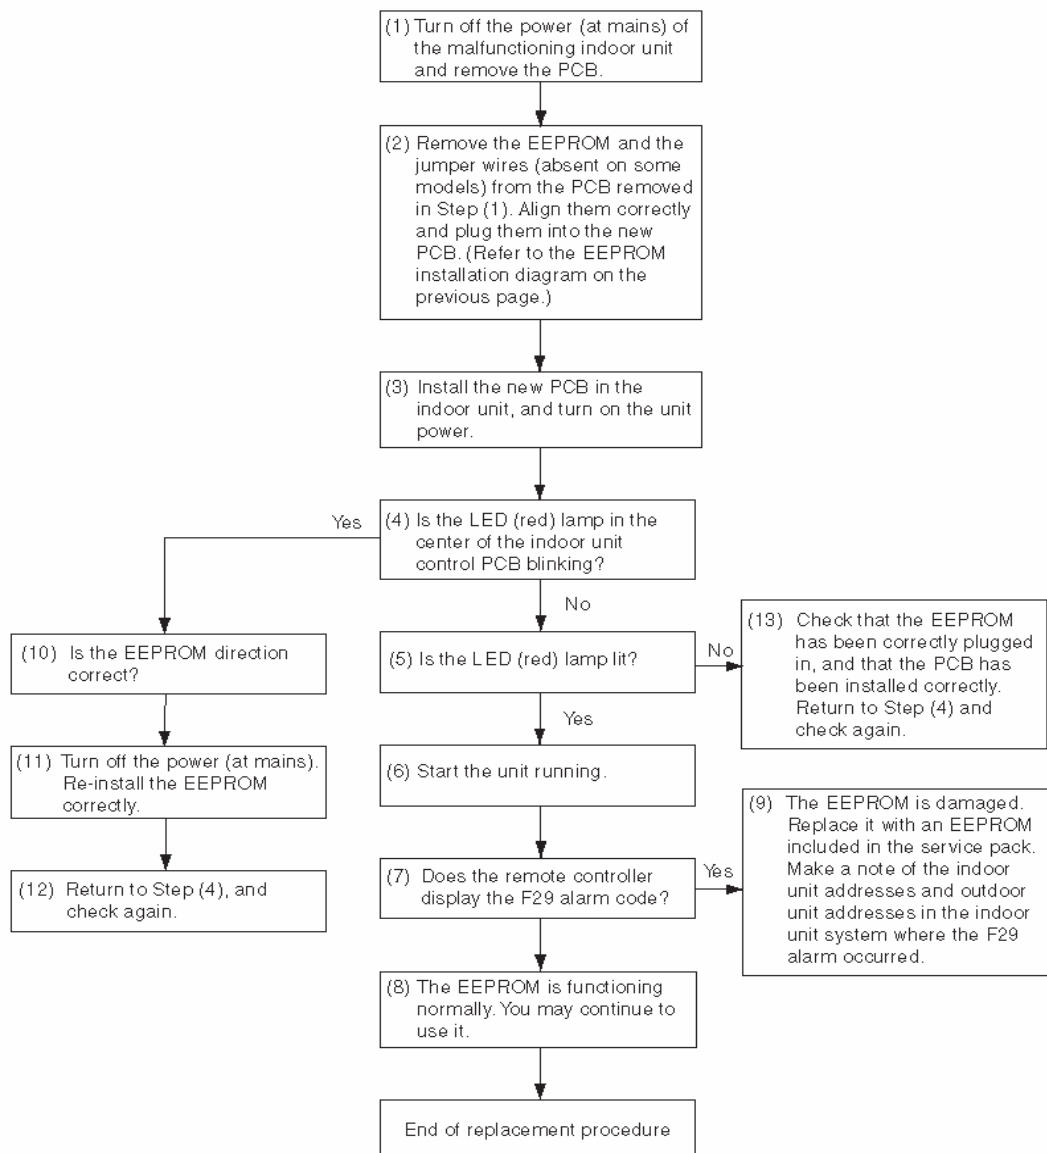 (1) Turn off the power (at mains) of
the malfunctioning indoor unit
and remove the PCB.
(2) Remove the EEPROM and the
jumper wires (absent on some
models) from the PCB removed
in Step (1). Align them correctly
and plug them into the new
PCB. (Refer to the EEPROM
installation diagram on the
previous page.)
(3) Install the new PCB in the
indoor unit, and turn on the unit
power.
Yes
(4) Is the LED (red) lamp in the
center of the indoor unit
control PCB blinking?
No
(5) Is the LED (red) lamp lit?
No
(13) Check that the EEPROM
has been correctly plugged
in, and that the PCB has
been installed correctly.
Return to Step (4) and
check again.
(10) Is the EEPROM direction
correct?
Yes
(11) Turn off the power (at mains).
Re-install the EEPROM
correctly.
(6) Start the unit running.
(12) Return to Step (4), and
check again.
(7) Does the remote controller
display the F29 alarm code?
Yes
(9) The EEPROM is damaged.
Replace it with an EEPROM
included in the service pack.
Make a note of the indoor
unit addresses and outdoor
unit addresses in the indoor
unit system where the F29
alarm occurred.
(8) The EEPROM is functioning
normally. You may continue to
use it.
End of replacement procedure